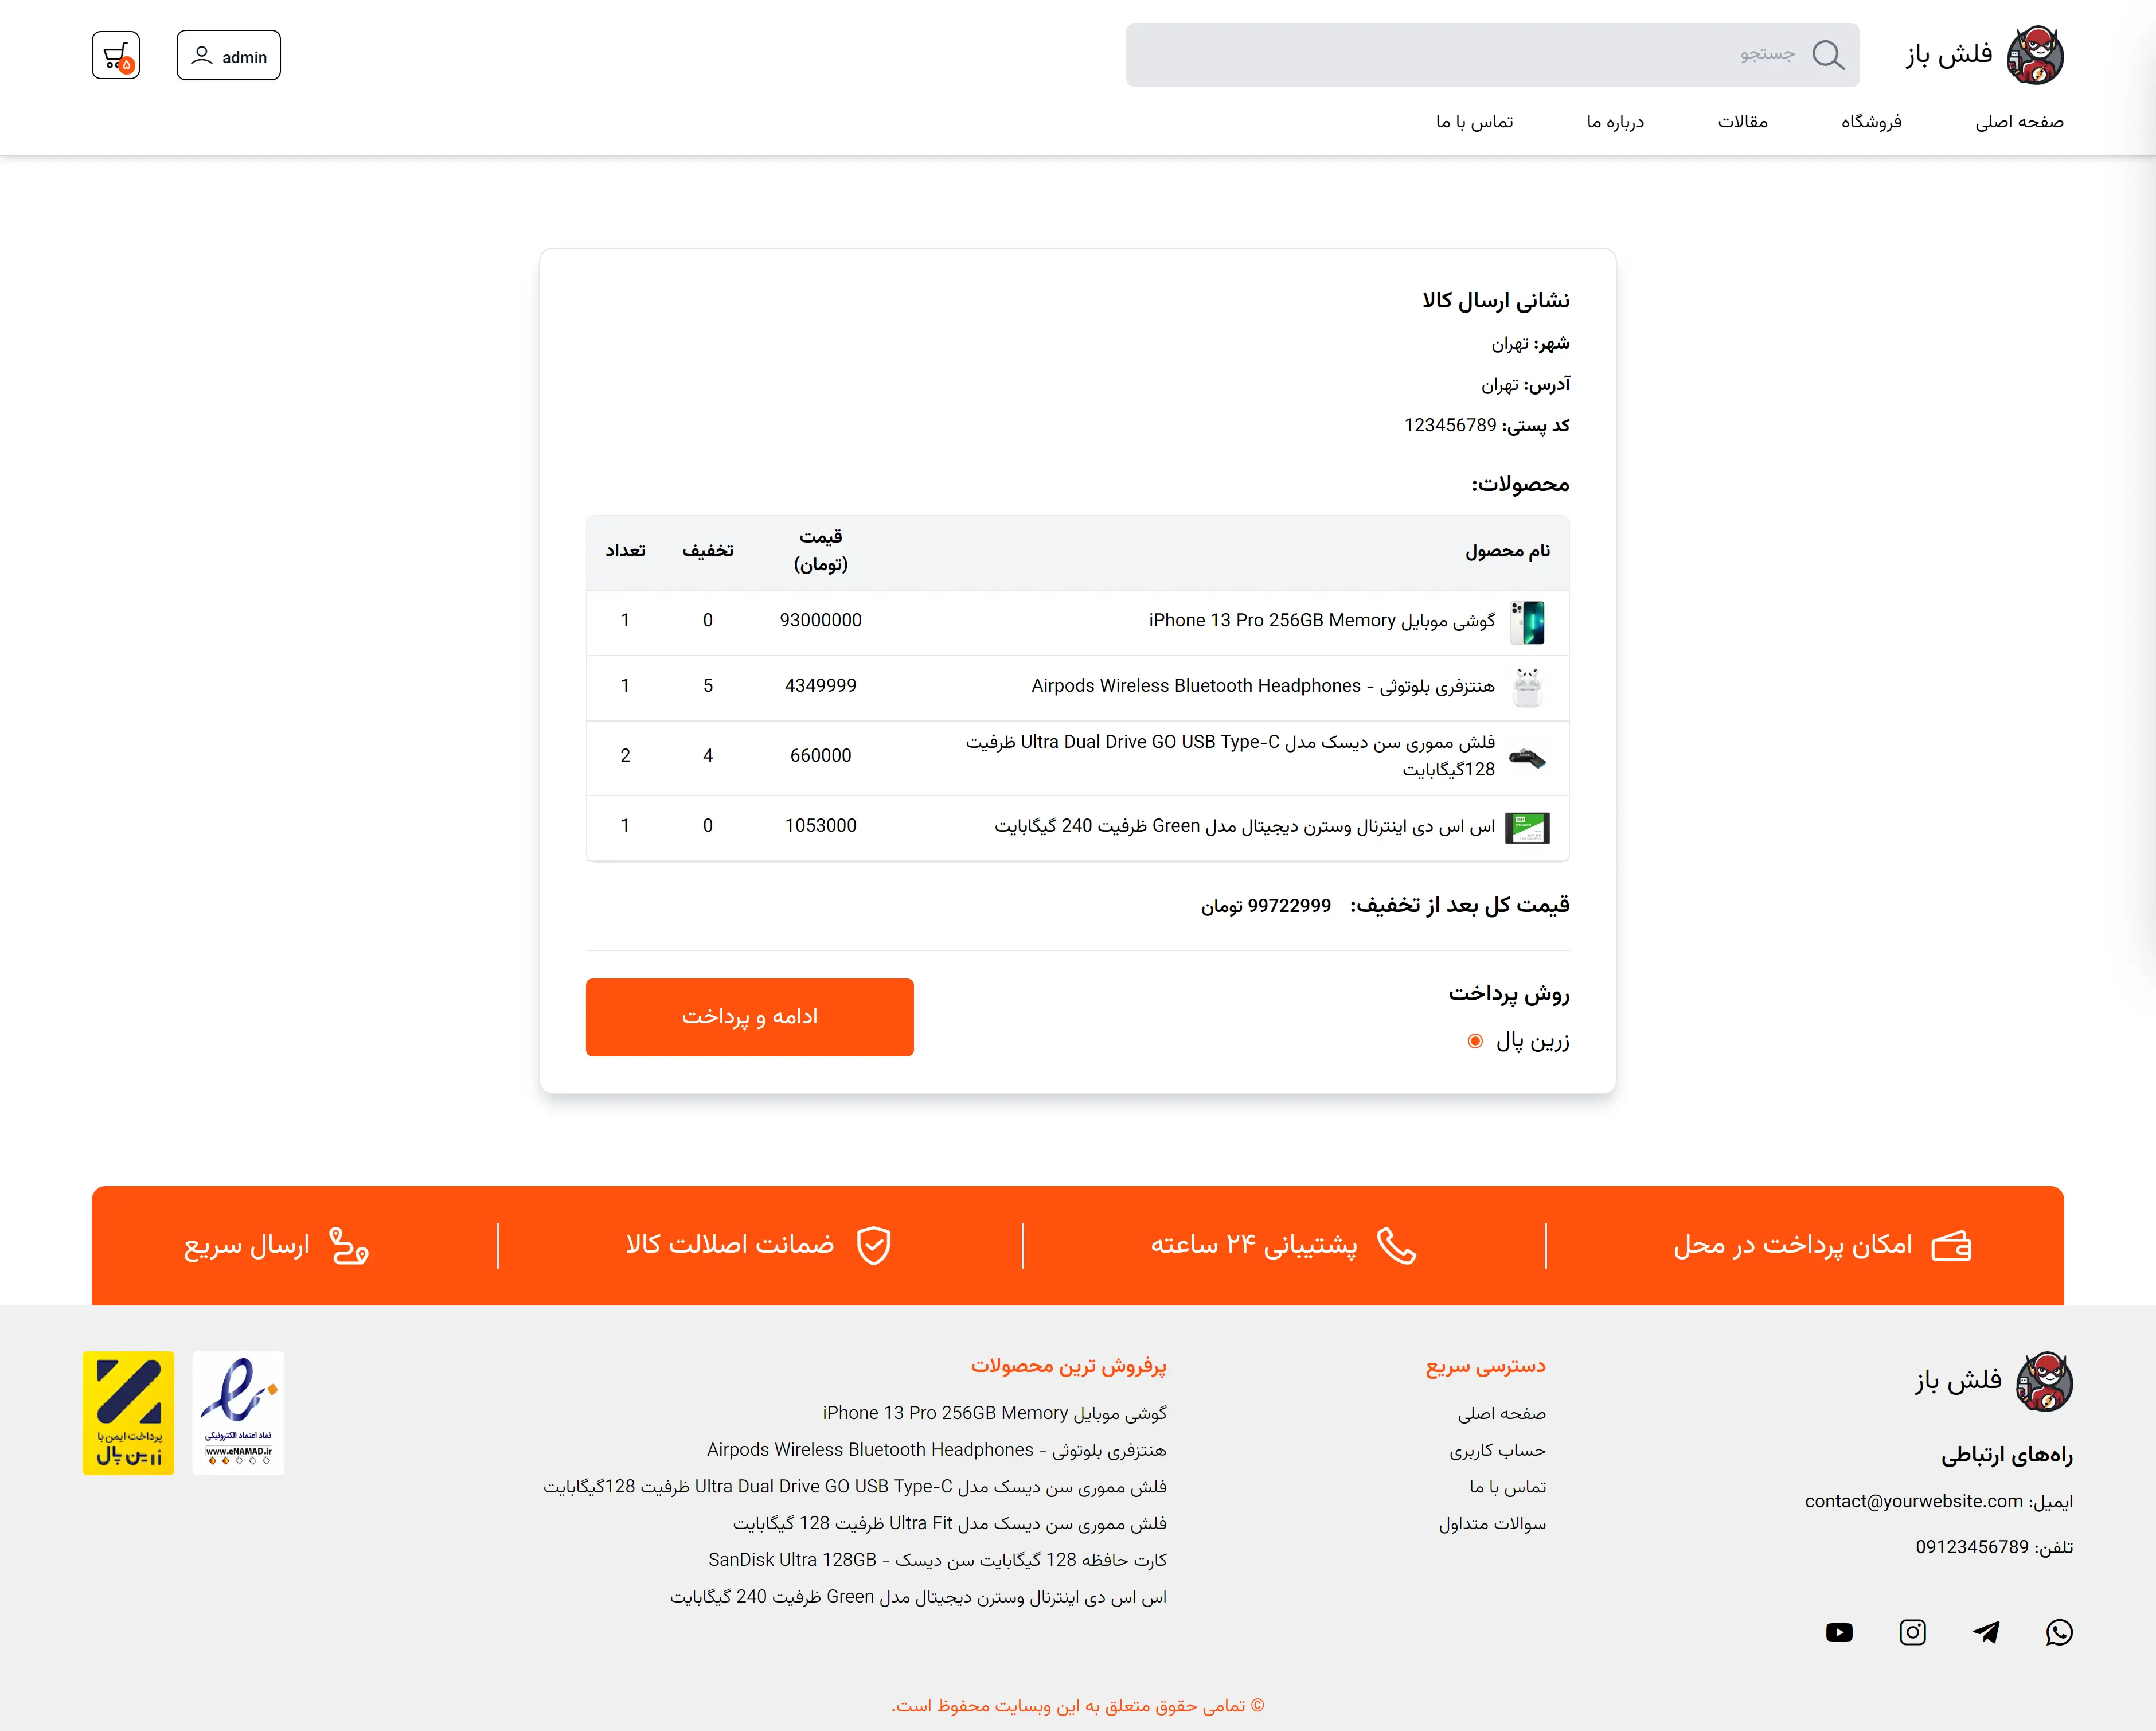 فلش باز
جستجو
admin
۵
صفحه اصلی
فروشگاه
مقالات
درباره ما
تماس با ما
نشانی ارسال کالا
شهر: تهران
آدرس: تهران
کد پستی: 123456789
محصولات:
نام محصول
قیمت
(تومان)
تخفیف
تعداد
گوشی موبایل iPhone 13 Pro 256GB Memory
93000000
0
1
هنتزفری بلوتوثی - Airpods Wireless Bluetooth Headphones
4349999
5
1
فلش مموری سن دیسک مدل Ultra Dual Drive GO USB Type-C ظرفیت
128گیگابایت
660000
4
2
اس اس دی اینترنال وسترن دیجیتال مدل Green ظرفیت 240 گیگابایت
1053000
0
1
قیمت کل بعد از تخفیف: 99722999 تومان
روش پرداخت
زرین پال
ادامه و پرداخت
امکان پرداخت در محل
پشتیبانی ۲۴ ساعته
ضمانت اصلالت کالا
ارسال سریع
فلش باز
راه‌های ارتباطی
ایمیل: contact@yourwebsite.com
تلفن: 09123456789
دسترسی سریع
صفحه اصلی
حساب کاربری
تماس با ما
سوالات متداول
پرفروش ترین محصولات
گوشی موبایل iPhone 13 Pro 256GB Memory
هنتزفری بلوتوثی - Airpods Wireless Bluetooth Headphones
فلش مموری سن دیسک مدل Ultra Dual Drive GO USB Type-C ظرفیت 128گیگابایت
فلش مموری سن دیسک مدل Ultra Fit ظرفیت 128 گیگابایت
کارت حافظه 128 گیگابایت سن دیسک - SanDisk Ultra 128GB
اس اس دی اینترنال وسترن دیجیتال مدل Green ظرفیت 240 گیگابایت
نماد اعتماد الکترونیکی
www.eNAMAD.ir
پرداخت ایمن با
زرین پال
© تمامی حقوق متعلق به این وبسایت محفوظ است.